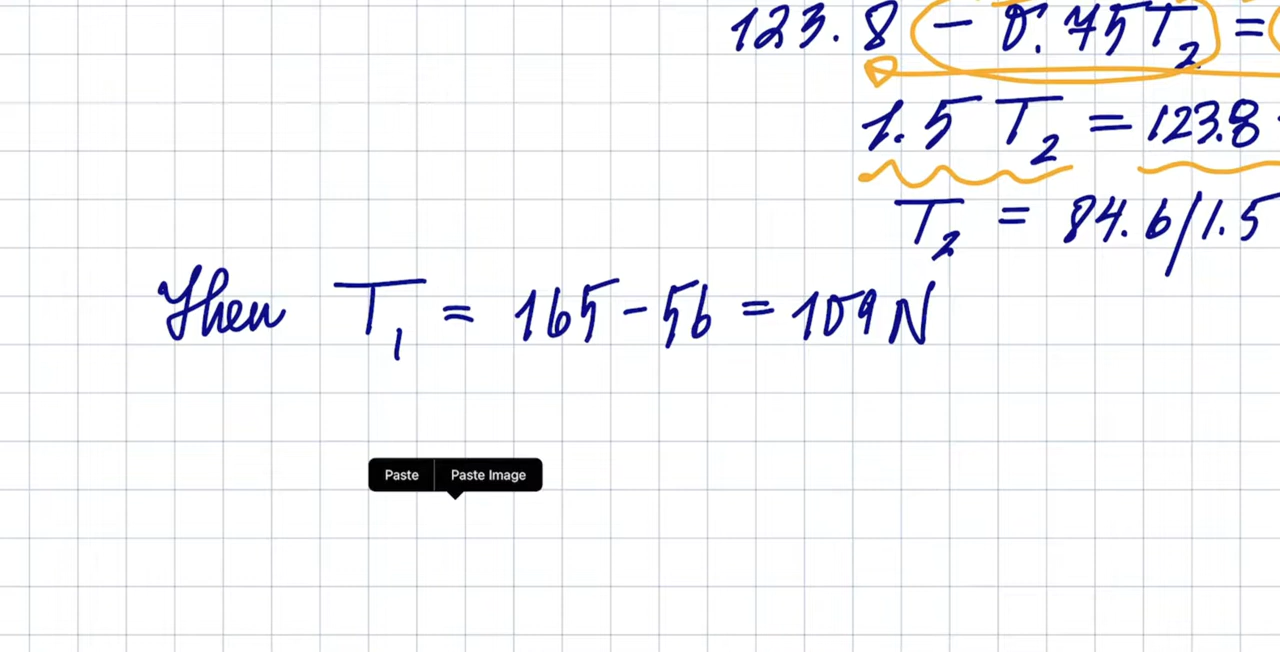 123.8 - 0.75T₂ =
1.5 T₂ = 123.8
T₂ = 84.6/1.5
Then T₁ = 165 - 56 = 109 N
Paste Paste Image